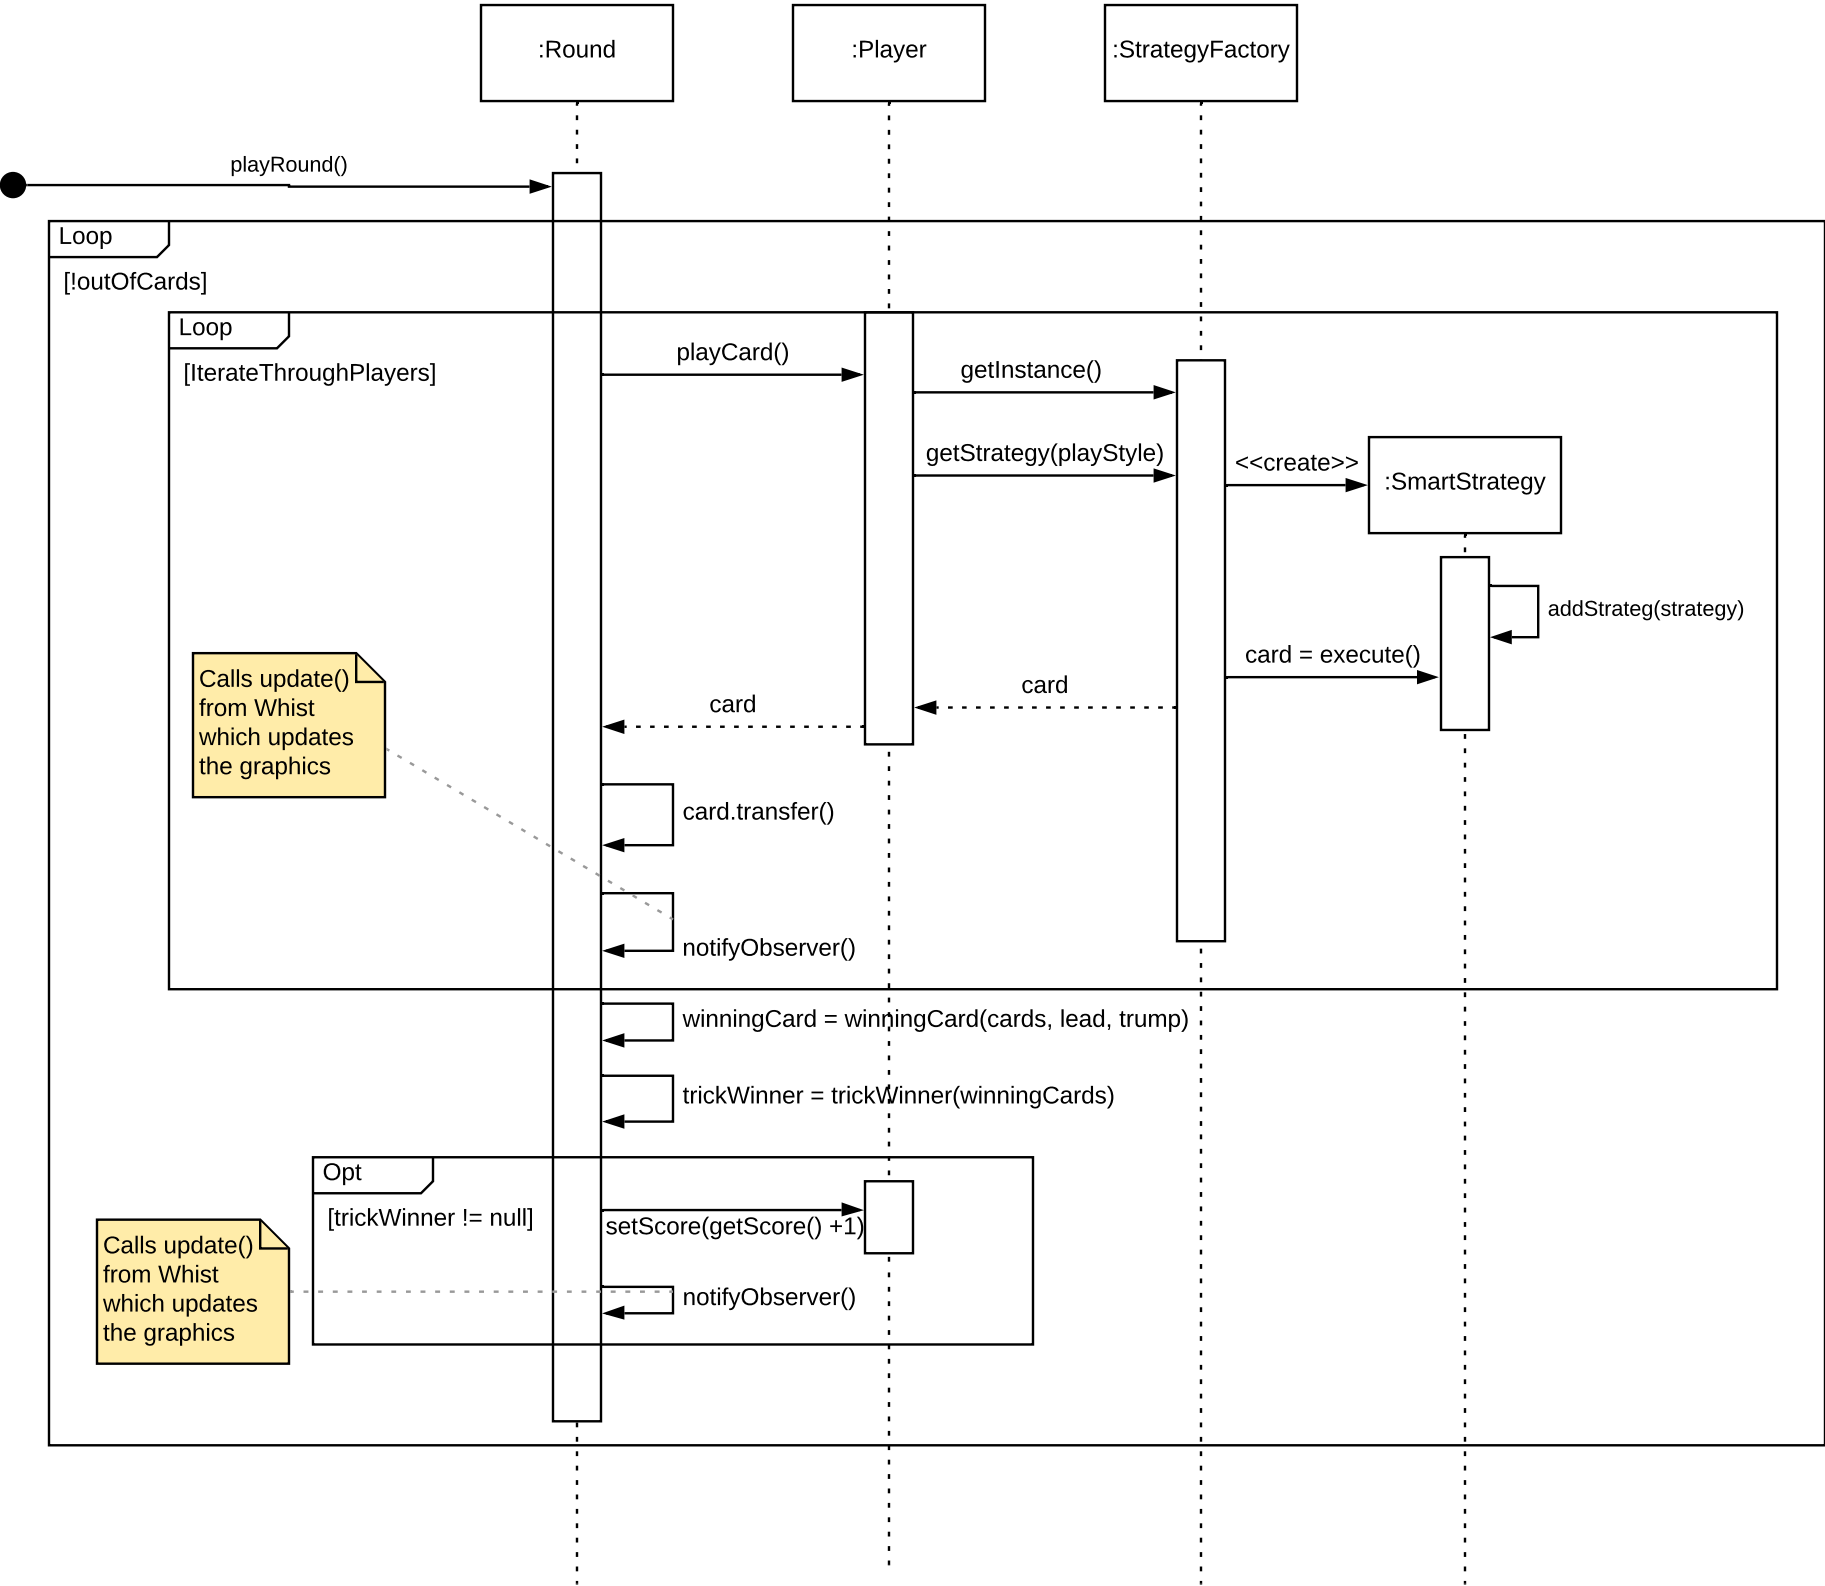 :Round
:Player
:StrategyFactory
playRound()
Loop
[!outOfCards]
Loop
[IterateThroughPlayers]
playCard()
getInstance()
getStrategy(playStyle)
<<create>>
:SmartStrategy
addStrateg(strategy)
card = execute()
card
card
Calls update()
from Whist
which updates
the graphics
card.transfer()
notifyObserver()
winningCard = winningCard(cards, lead, trump)
trickWinner = trickWinner(winningCards)
Opt
[trickWinner != null]
setScore(getScore() +1)
Calls update()
from Whist
which updates
the graphics
notifyObserver()